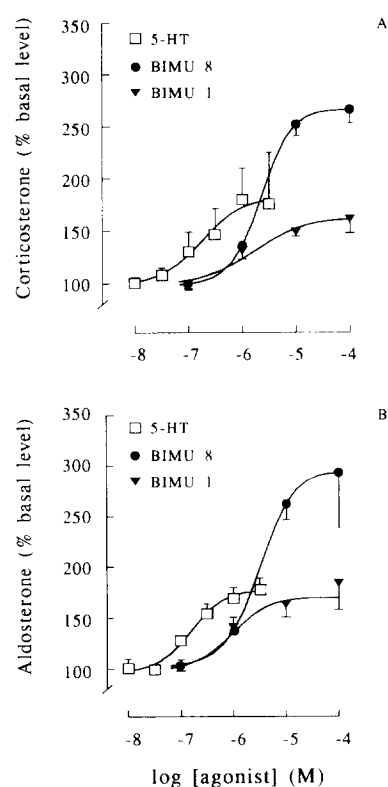 A
5-HT
BIMU 8
BIMU 1
Corticosterone (% basal level)
350
300
250
200
150
100
-8 -7 -6 -5 -4
B
5-HT
BIMU 8
BIMU 1
Aldosterone (% basal level)
350
300
250
200
150
100
-8 -7 -6 -5 -4
log [agonist] (M)